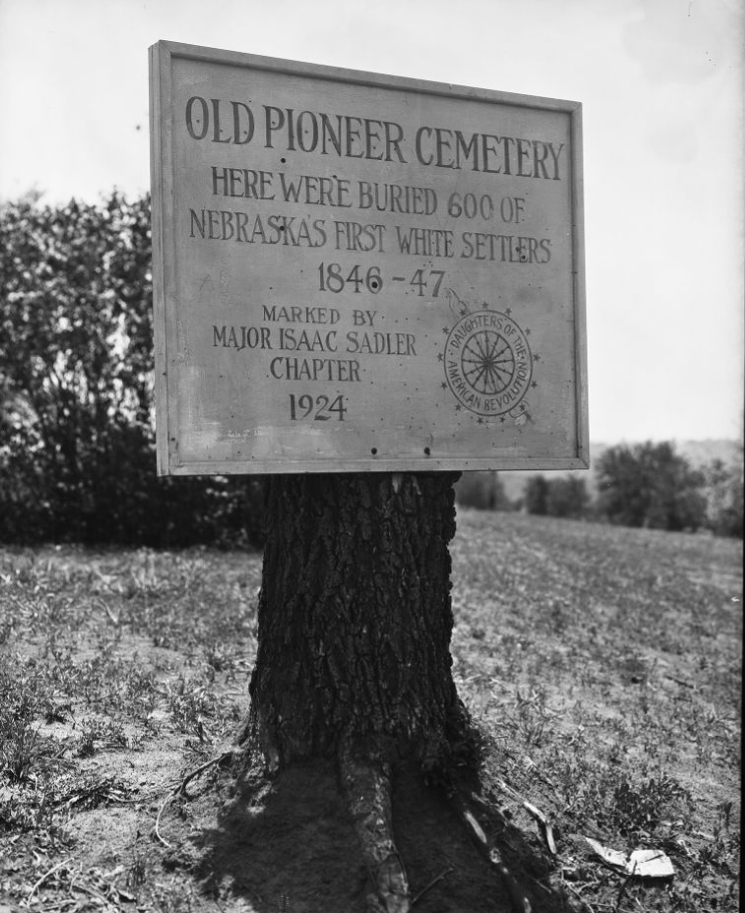 OLD PIONEER CEMETERY
HERE WERE BURIED 600 OF
NEBRASKA'S FIRST WHITE SETTLERS
1846-47
MARKED BY
MAJOR ISAAC SADLER
CHAPTER
1924
DAUGHTERS OF THE
AMERICAN REVOLUTION